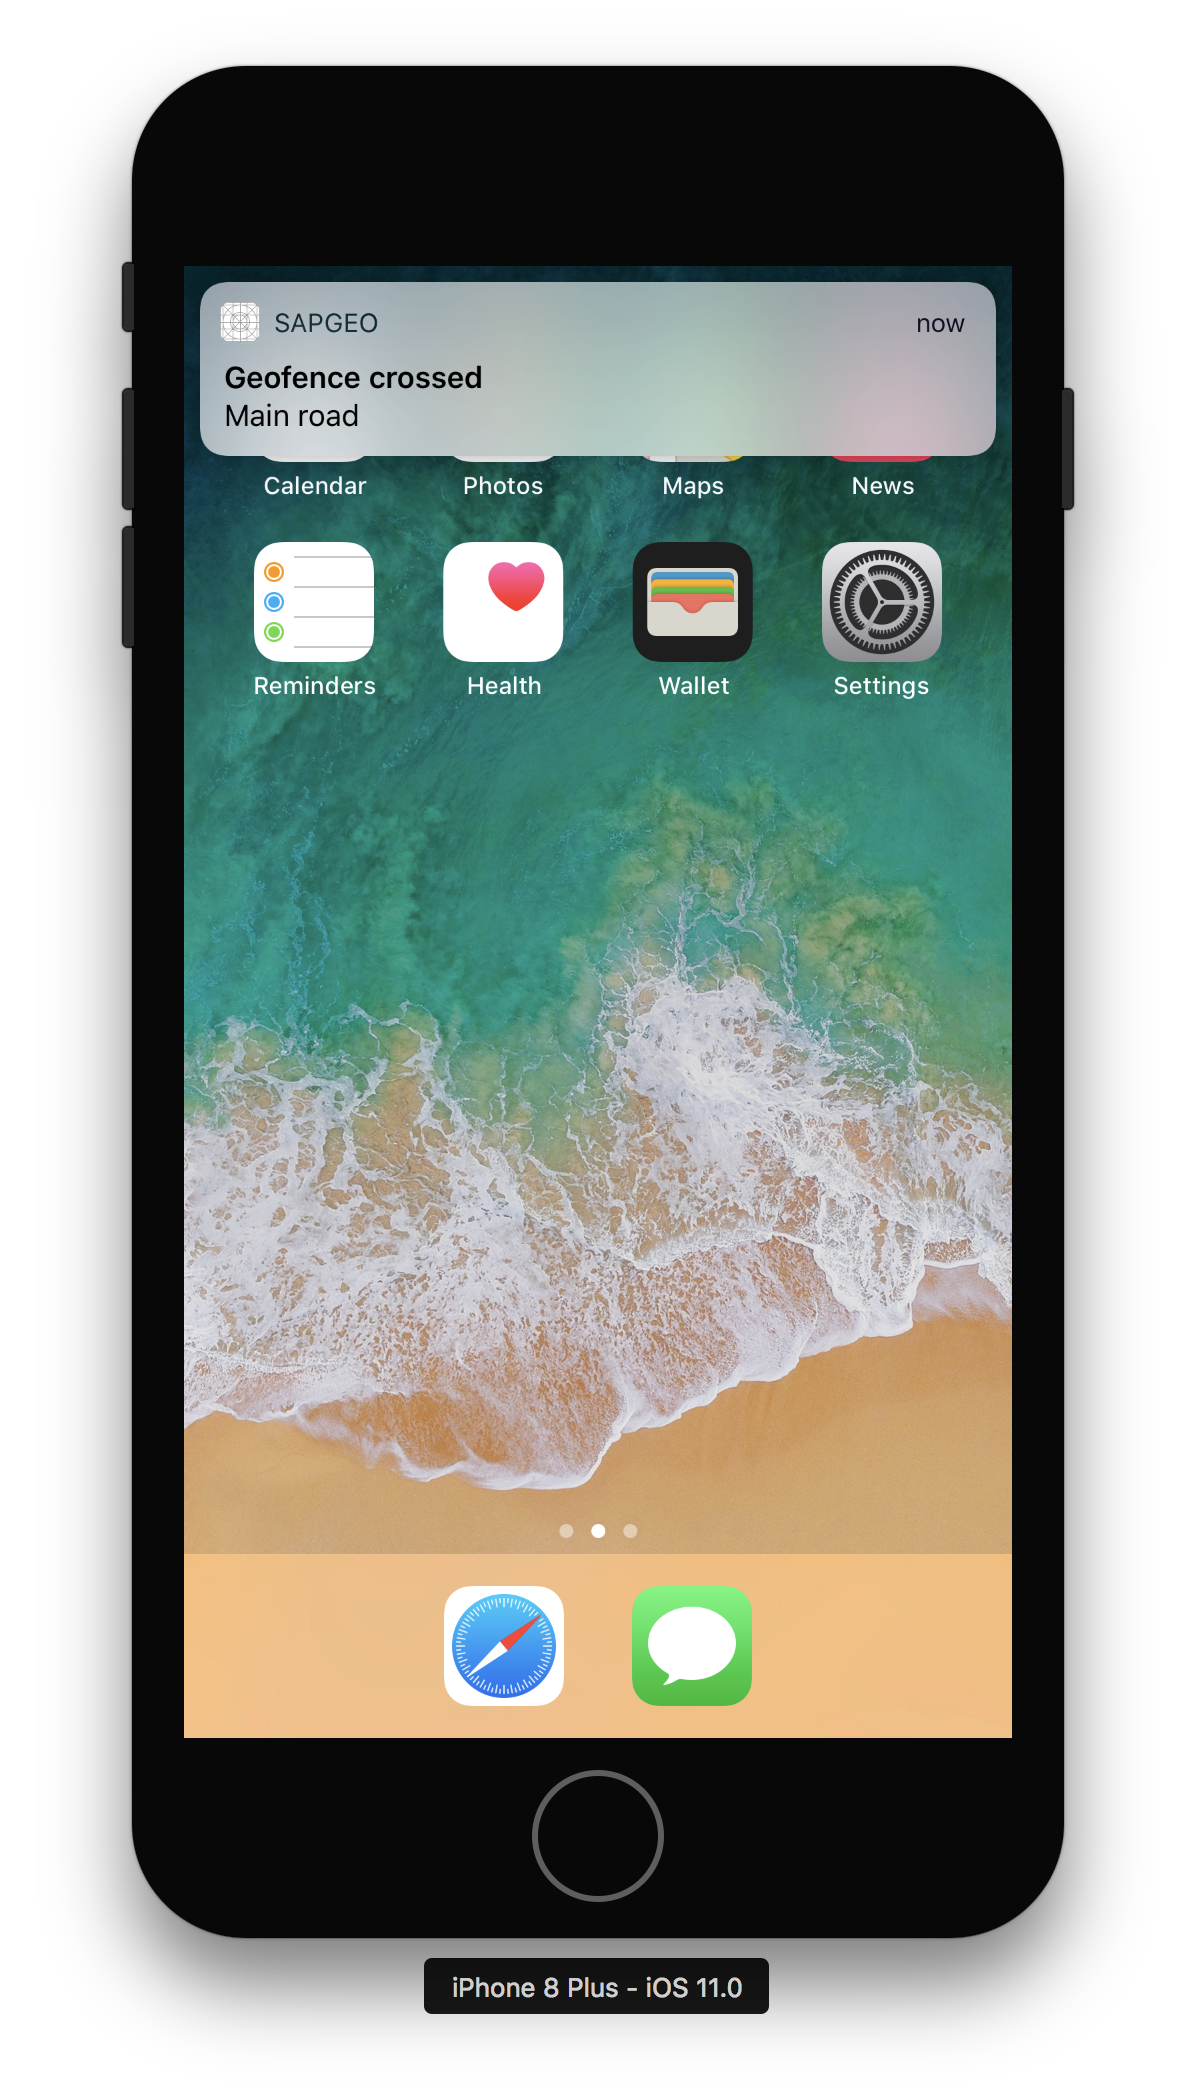 SAPGEO now
Geofence crossed
Main road
Calendar Photos Maps News
Reminders Health Wallet Settings
iPhone 8 Plus - iOS 11.0